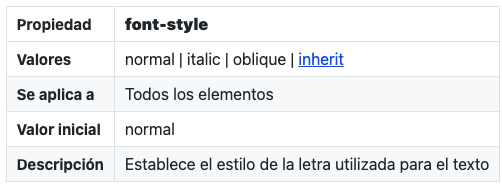 Propiedad font-style
Valores normal | italic | oblique | inherit
Se aplica a Todos los elementos
Valor inicial normal
Descripción Establece el estilo de la letra utilizada para el texto